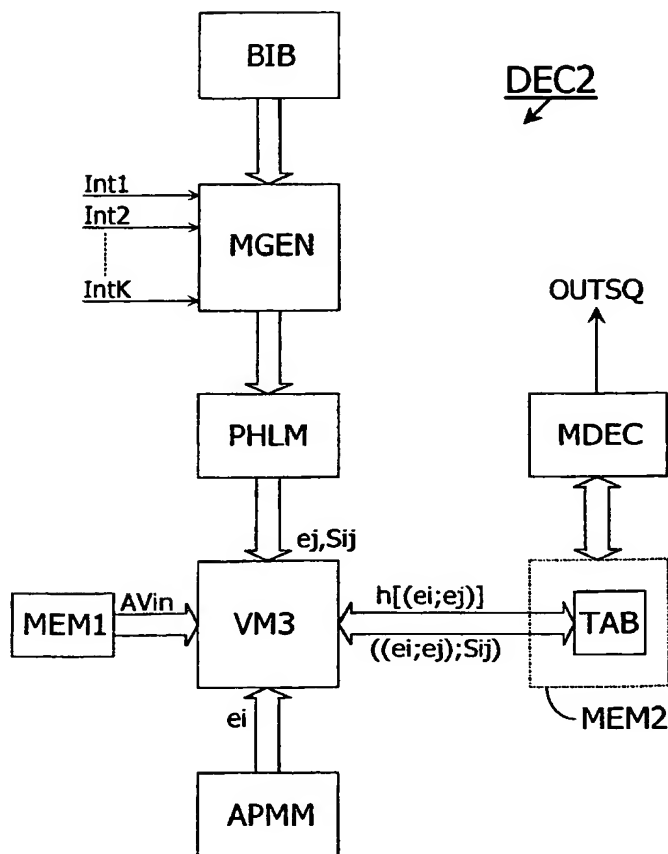 BIB
DEC2
Int1
Int2
IntK
MGEN
OUTSQ
PHLM
MDEC
ej,Sij
MEM1
AVin
VM3
h[(ei;ej)]
((ei;ej);Sij)
TAB
MEM2
ei
APMM